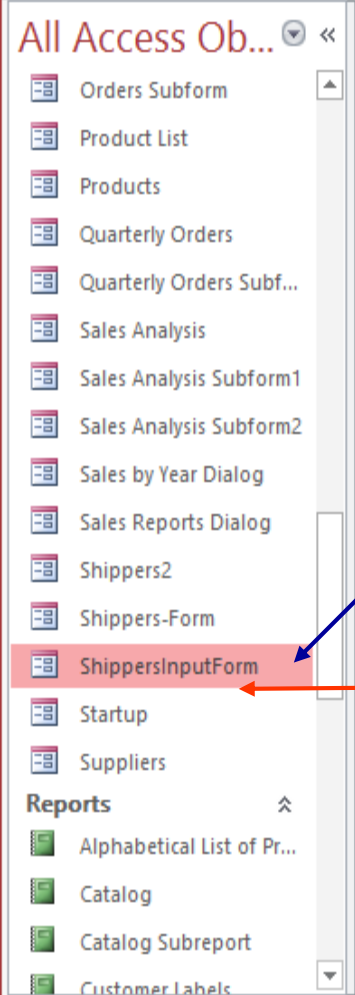 All Access Ob...
Orders Subform
Product List
Products
Quarterly Orders
Quarterly Orders Subf...
Sales Analysis
Sales Analysis Subform1
Sales Analysis Subform2
Sales by Year Dialog
Sales Reports Dialog
Shippers2
Shippers-Form
ShippersInputForm
Startup
Suppliers
Reports
Alphabetical List of Pr...
Catalog
Catalog Subreport
Customer Labels